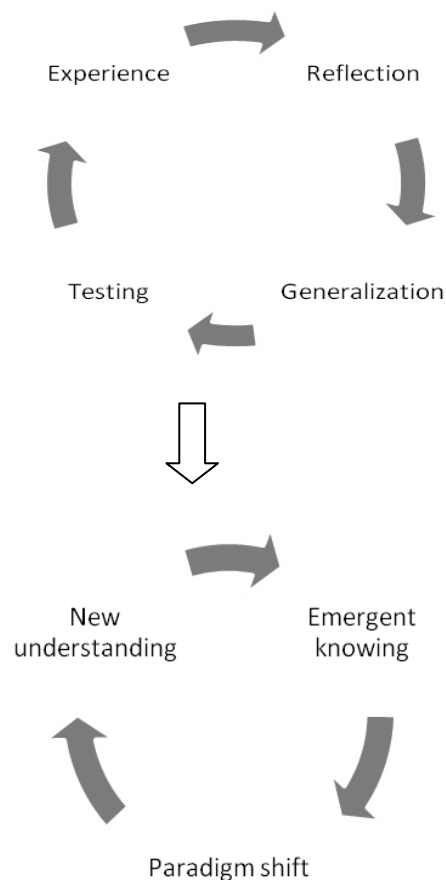 Experience
Reflection
Testing
Generalization
New
understanding
Emergent
knowing
Paradigm shift